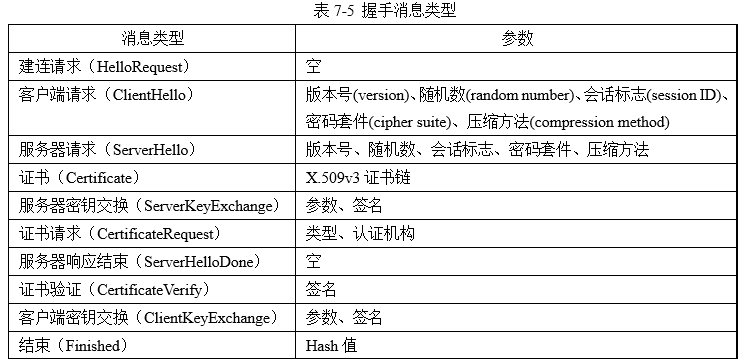 表 7-5 握手消息类型
消息类型 参数
建连请求（HelloRequest） 空
客户端请求（ClientHello） 版本号(version)、随机数(random number)、会话标志(session ID)、
密码套件(cipher suite)、压缩方法(compression method)
服务器请求（ServerHello） 版本号、随机数、会话标志、密码套件、压缩方法
证书（Certificate） X.509v3 证书链
服务器密钥交换（ServerKeyExchange） 参数、签名
证书请求（CertificateRequest） 类型、认证机构
服务器响应结束（ServerHelloDone） 空
证书验证（CertificateVerify） 签名
客户端密钥交换（ClientKeyExchange） 参数、签名
结束（Finished） Hash 值